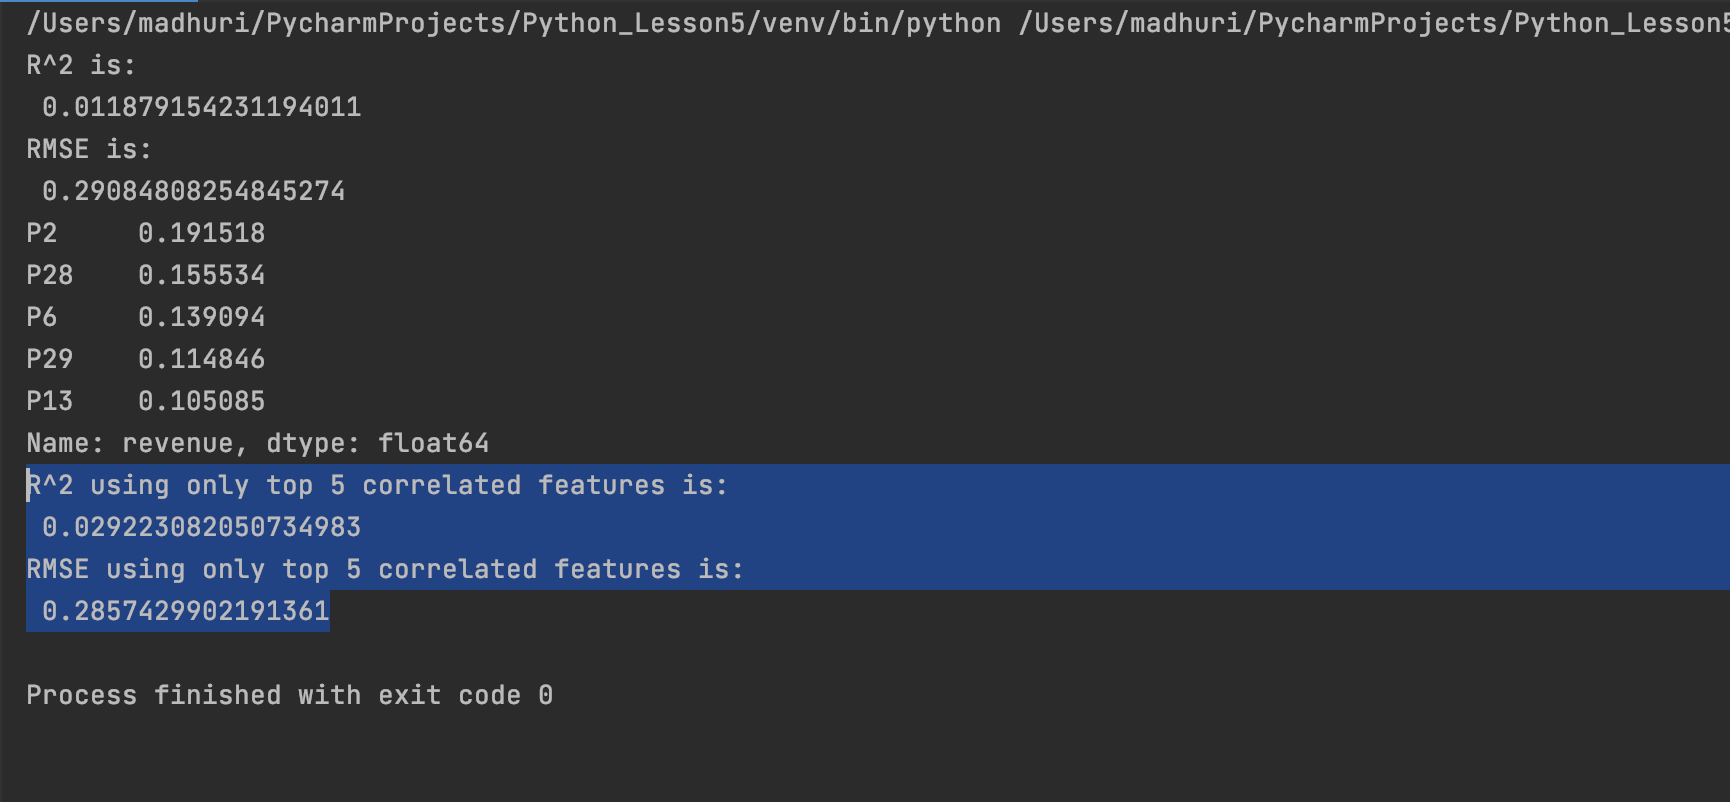 /Users/madhuri/PycharmProjects/Python_Lesson5/venv/bin/python /Users/madhuri/PycharmProjects/Python_Lesson5
R^2 is:
0.011879154231194011
RMSE is:
0.29084808254845274
P2 0.191518
P28 0.155534
P6 0.139094
P29 0.114846
P13 0.105085
Name: revenue, dtype: float64
R^2 using only top 5 correlated features is:
0.029223082050734983
RMSE using only top 5 correlated features is:
0.2857429902191361
Process finished with exit code 0